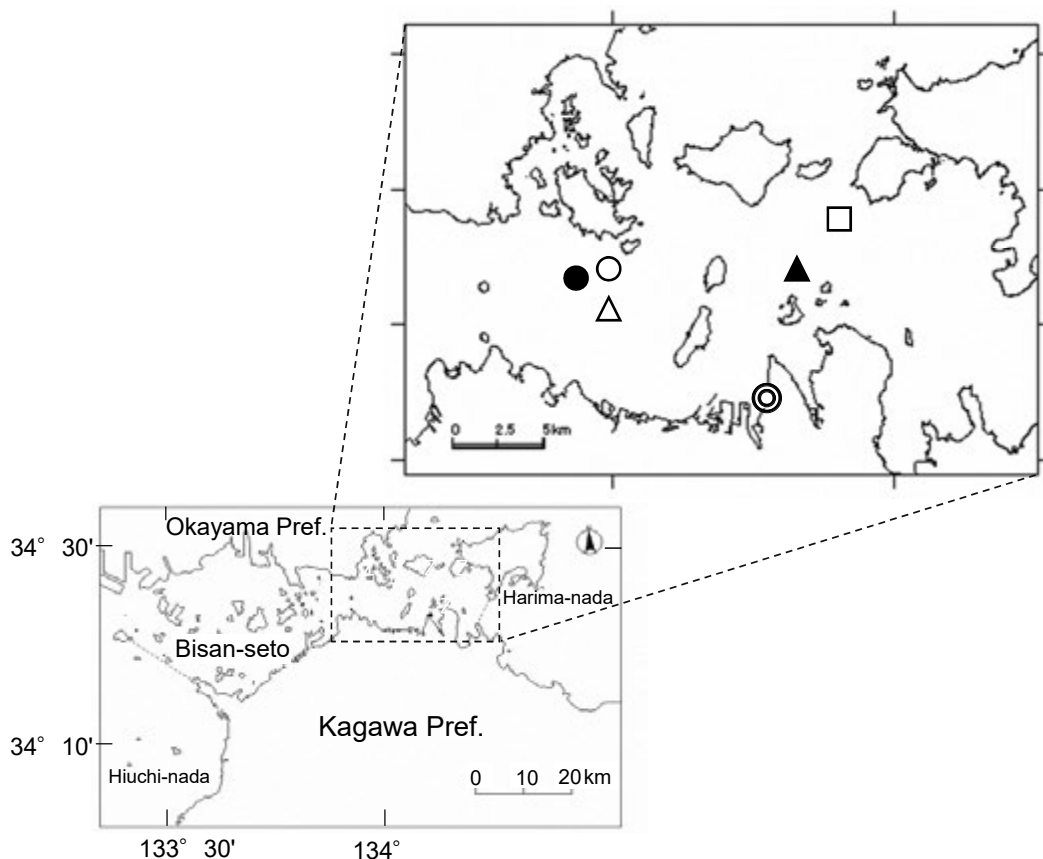 0 2.5 5km
Okayama Pref.
34° 30'
Harima-nada
Bisan-seto
Kagawa Pref.
34° 10'
Hiuchi-nada
0 10 20km
133° 30' 134°